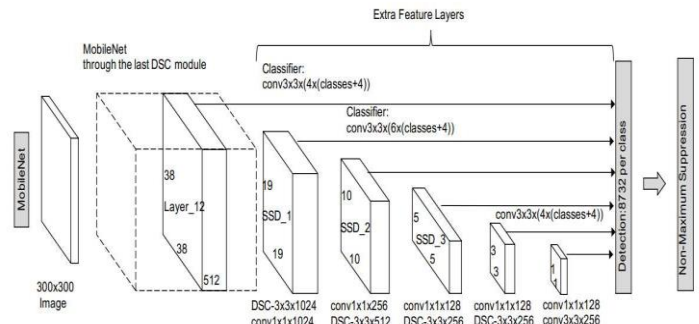 Extra Feature Layers
MobileNet
through the last DSC module
Classifier:
conv3x3x(4x(classes+4))
Classifier:
conv3x3x(6x(classes+4))
MobileNet
38
Layer_12
38
512
19
SSD_1
19
10
SSD_2
10
5
SSD_3
5
conv3x3x(4x(classes+4))
3
3
1
1
Detection:8732 per class
Non-Maximum Suppression
300x300
Image
DSC-3x3x1024
conv1x1x1024
conv1x1x256
DSC-3x3x512
conv1x1x128
DSC-3x3x256
conv1x1x128
DSC-3x3x256
conv1x1x128
conv3x3x256